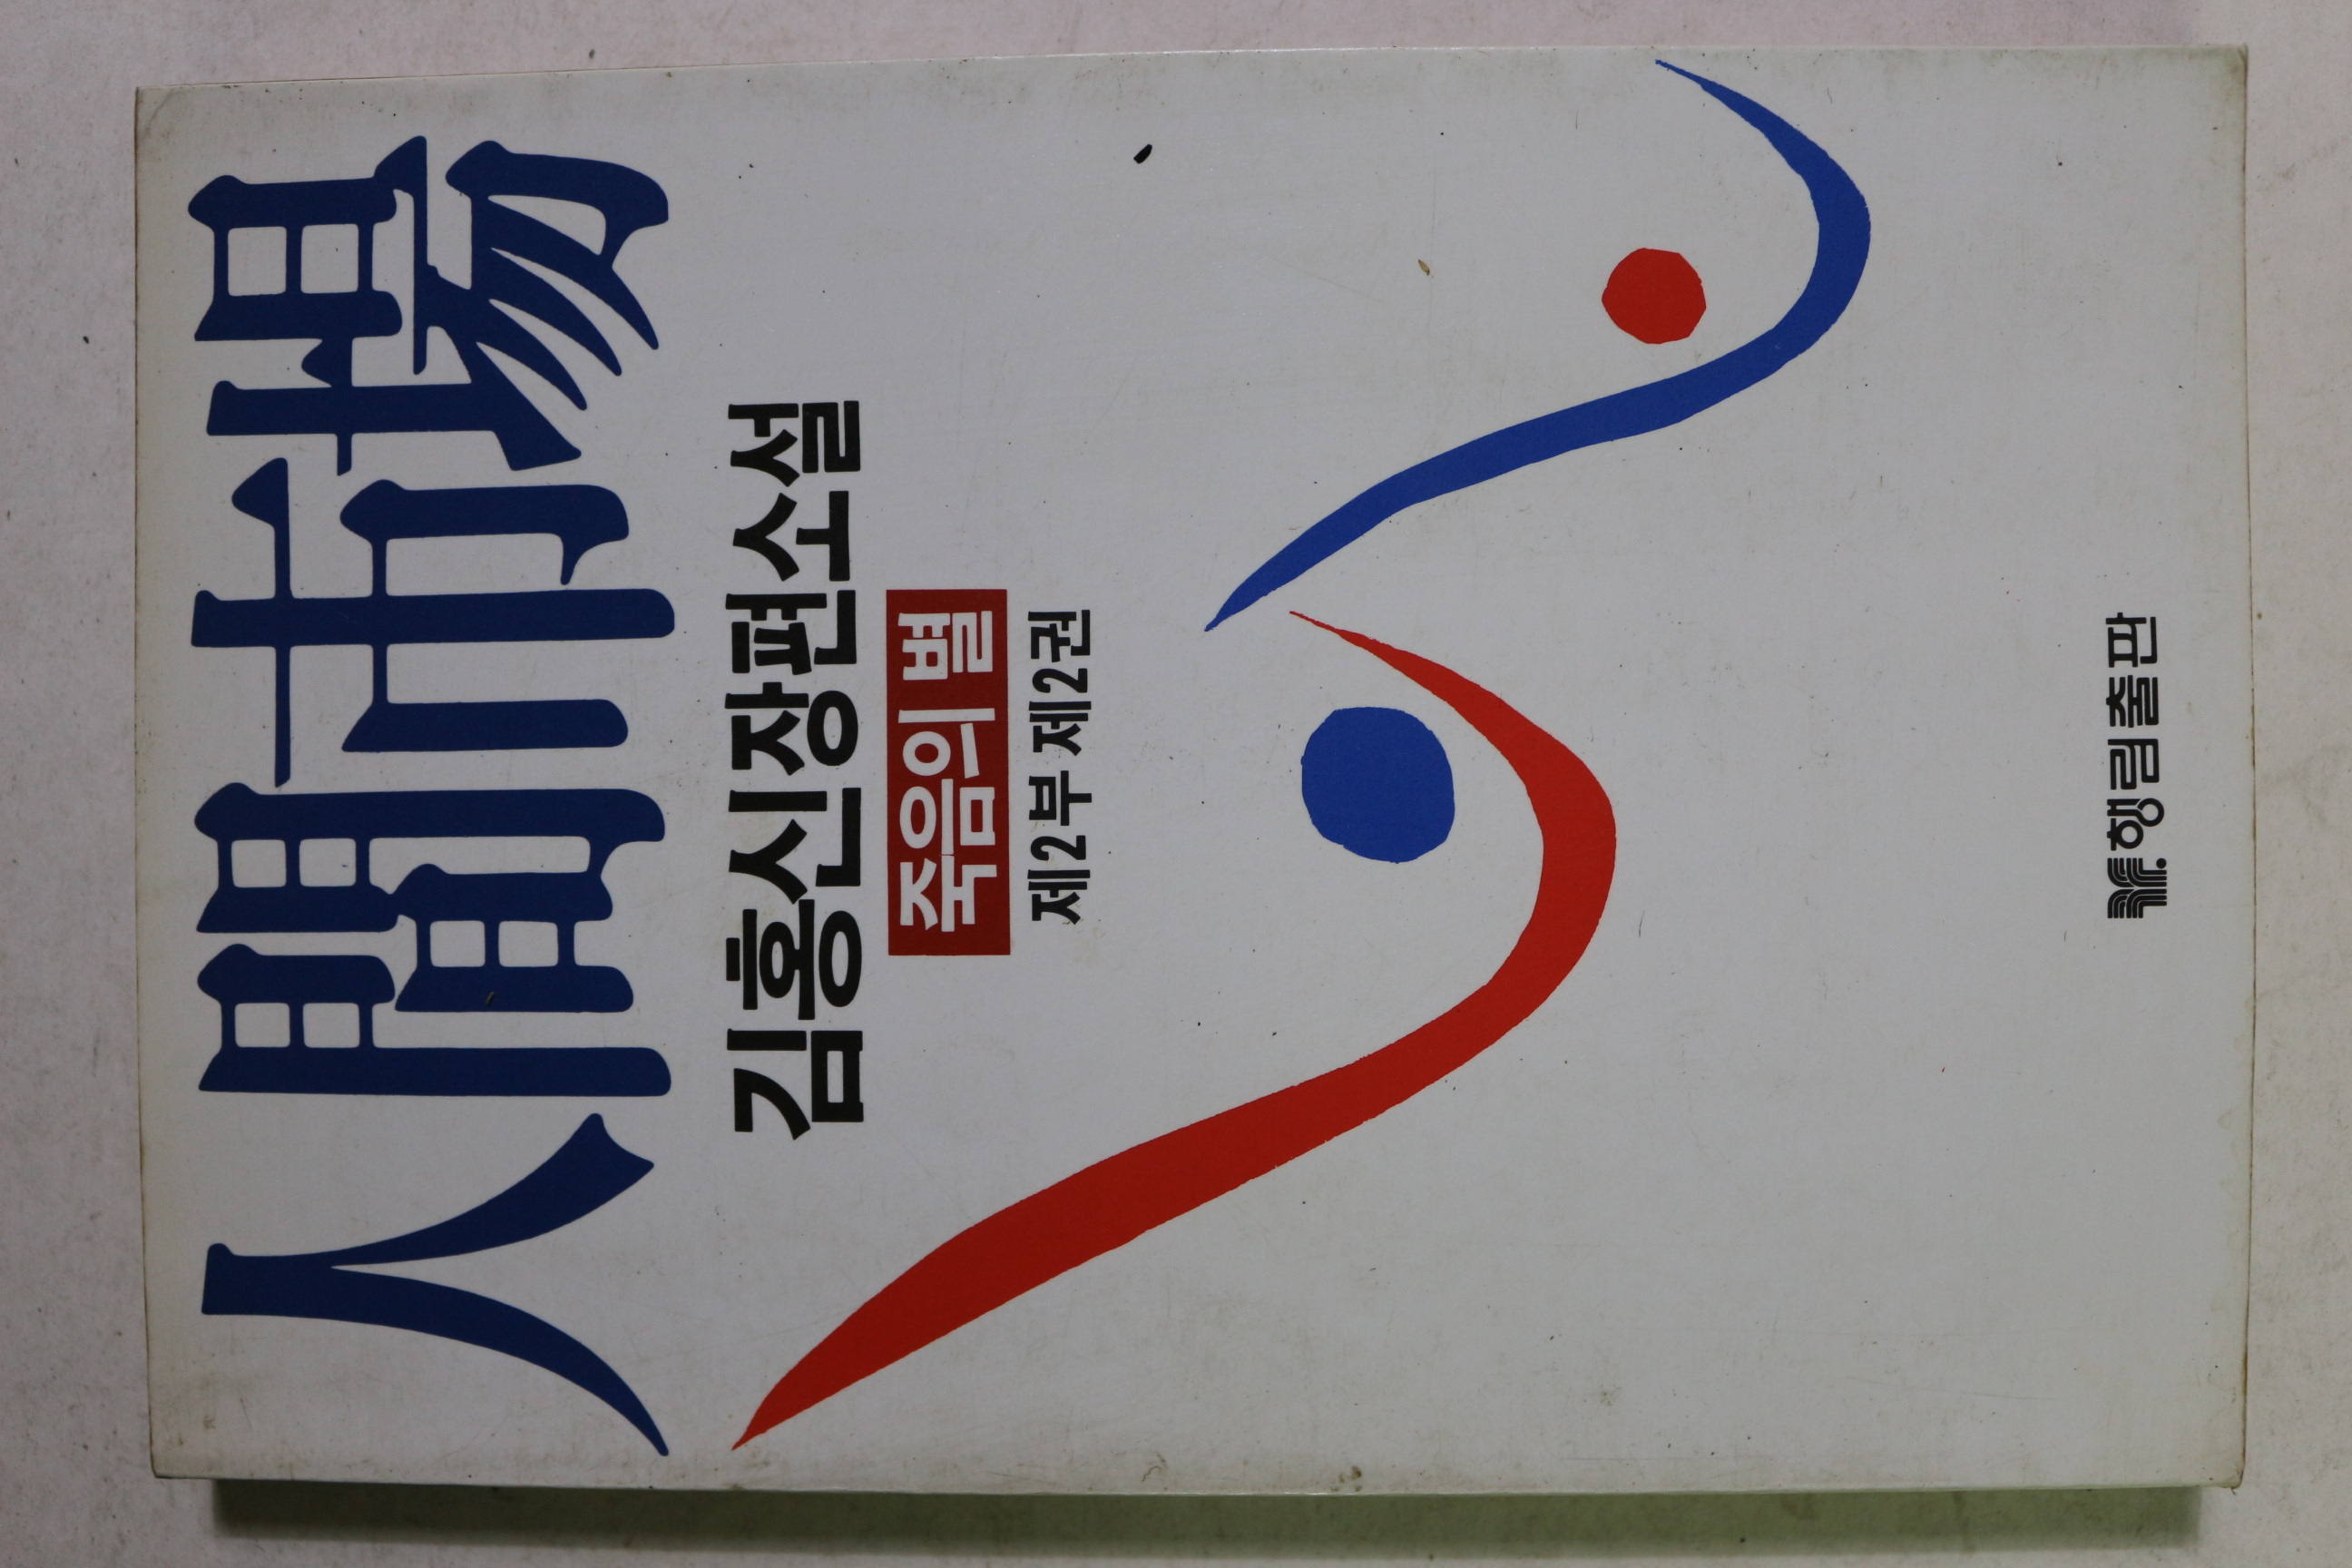 人間市場
김홍신장편소설
죽음의 별
제2부 제2권
행림출판